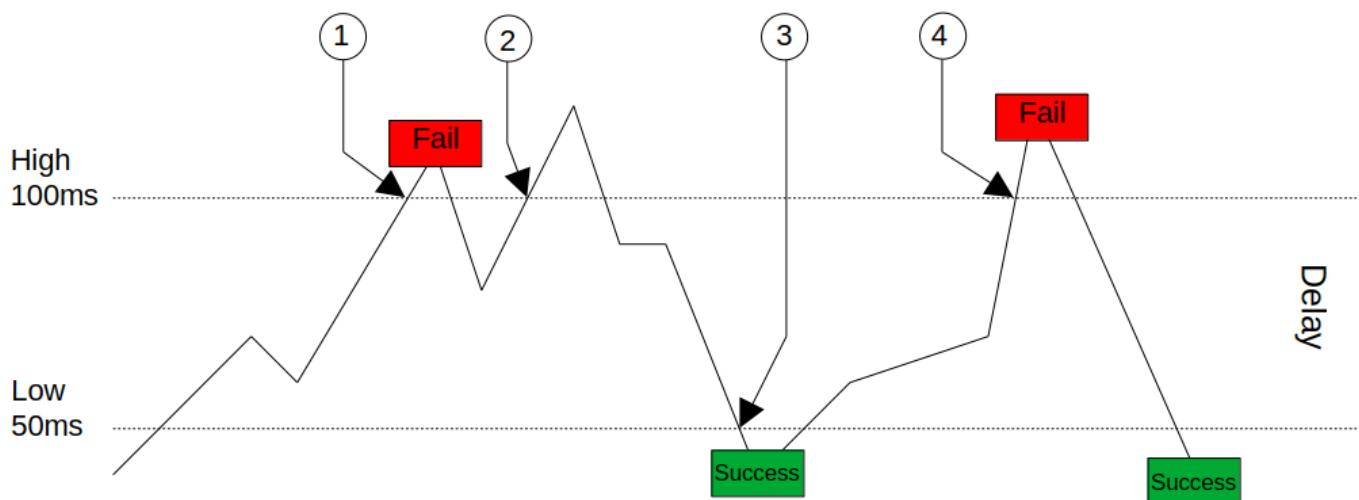 1
2
3
4
Fail
Fail
High
100ms
Delay
Low
50ms
Success
Success